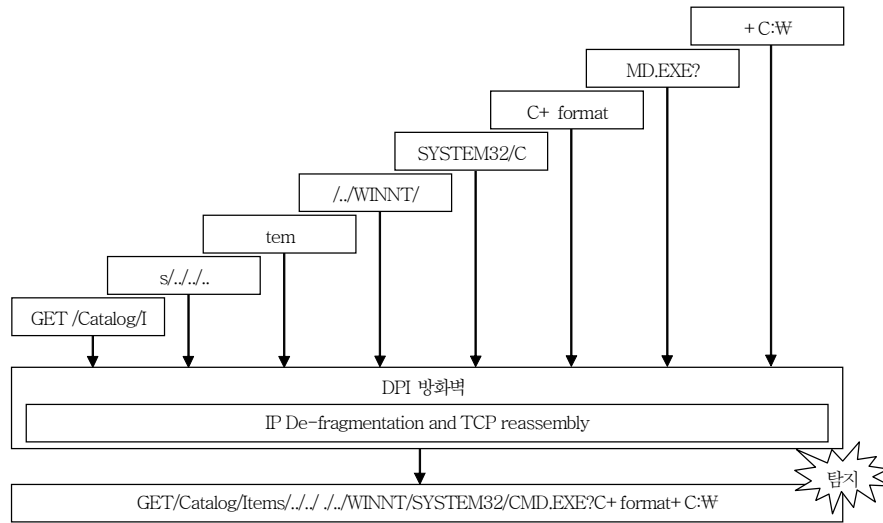 + C:₩
MD.EXE?
C+ format
SYSTEM32/C
/../WINNT/
tem
s/../../..
GET /Catalog/I
DPI 방화벽
IP De-fragmentation and TCP reassembly
탐지
GET/Catalog/Items/../../ ./../WINNT/SYSTEM32/CMD.EXE?C+ format+ C:₩